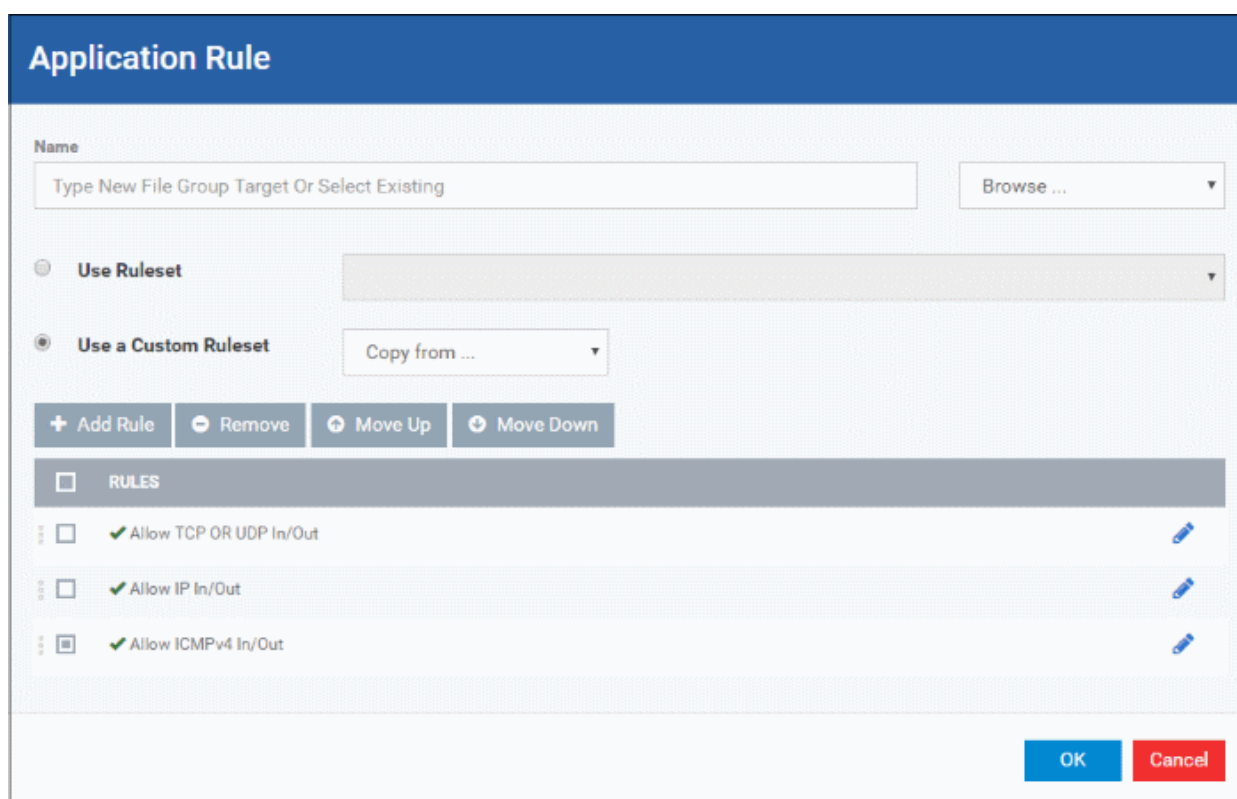 Application Rule
Name
Type New File Group Target Or Select Existing
Browse ...
Use Ruleset
Use a Custom Ruleset
Copy from ...
Add Rule
Remove
Move Up
Move Down
RULES
Allow TCP OR UDP In/Out
Allow IP In/Out
Allow ICMPv4 In/Out
OK
Cancel